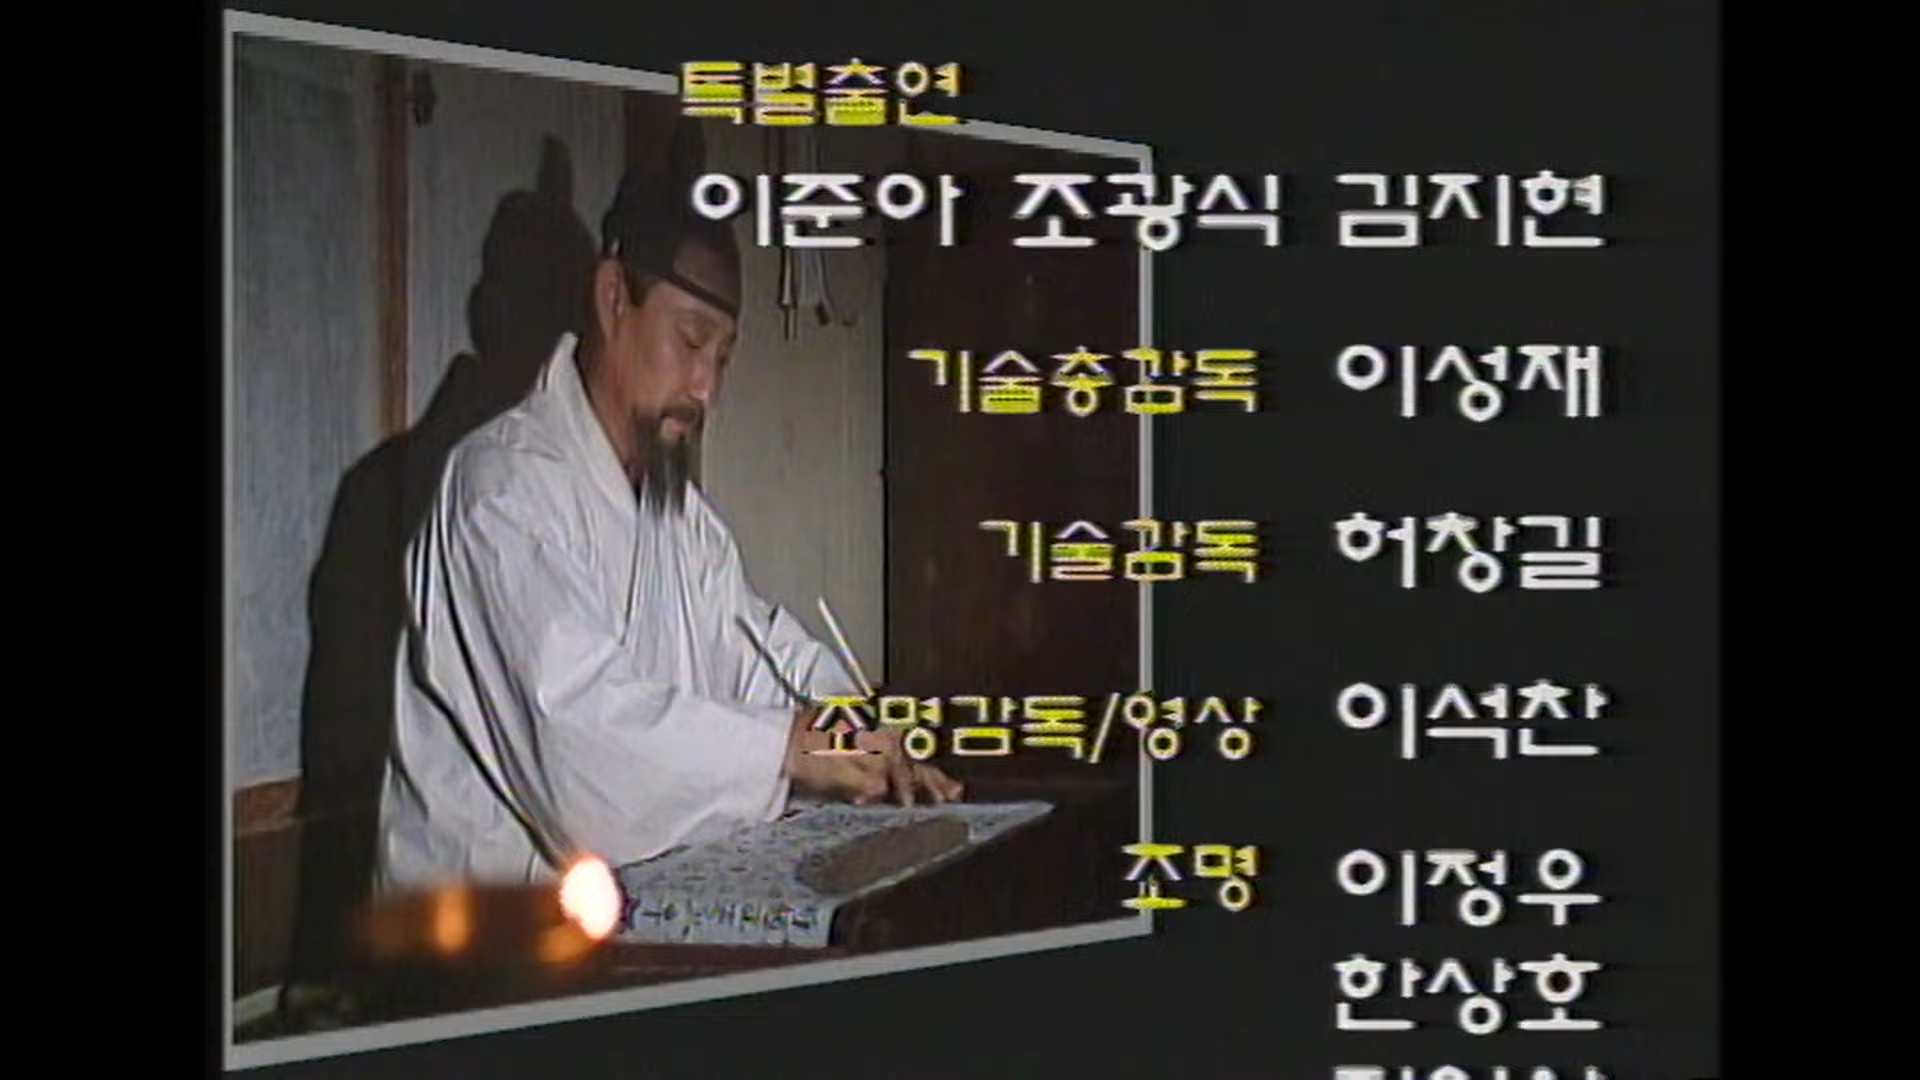 특별출연
이준아 조광식 김지현
기술총감독 이성재
기술감독 허창길
조명감독/영상 이석찬
조명 이정우
한상호